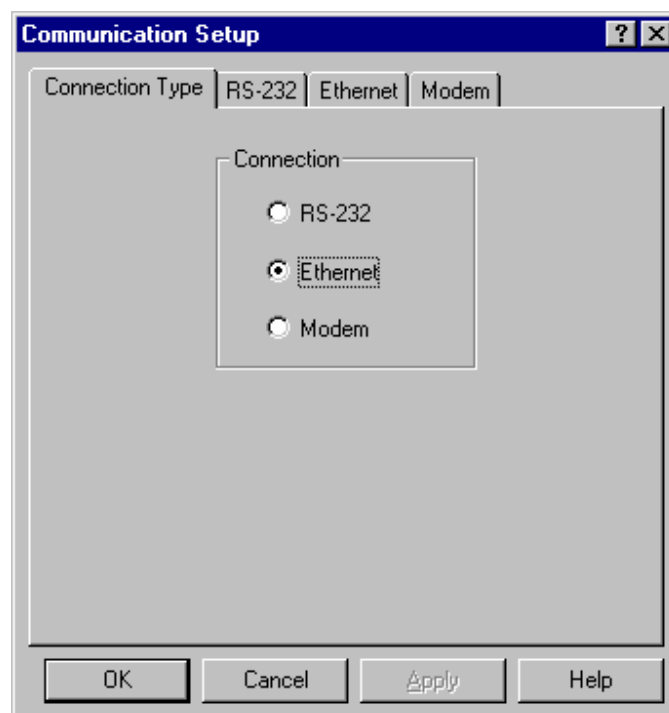 Communication Setup ? X
Connection Type RS-232 Ethernet Modem
Connection
RS-232
Ethernet
Modem
OK Cancel Apply Help